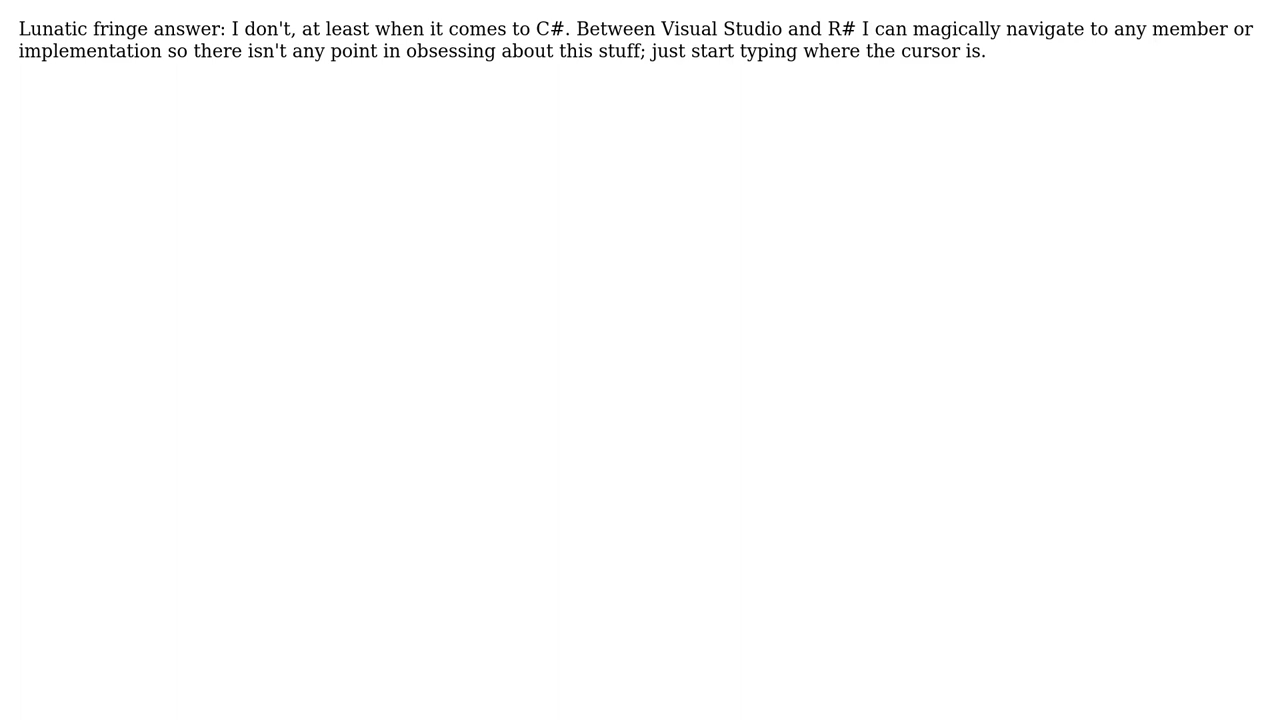 Lunatic fringe answer: I don't, at least when it comes to C#. Between Visual Studio and R# I can magically navigate to any member or
implementation so there isn't any point in obsessing about this stuff; just start typing where the cursor is.